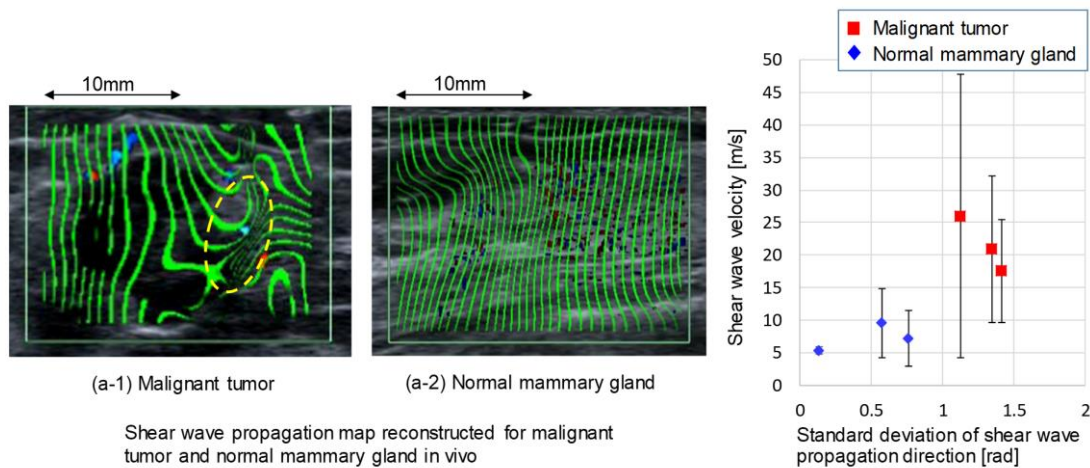 10mm
10mm
(a-1) Malignant tumor
(a-2) Normal mammary gland
Shear wave propagation map reconstructed for malignant
tumor and normal mammary gland in vivo
Malignant tumor
Normal mammary gland
Shear wave velocity [m/s]
50
45
40
35
30
25
20
15
10
5
0
0
0.5
1
1.5
2
Standard deviation of shear wave
propagation direction [rad]